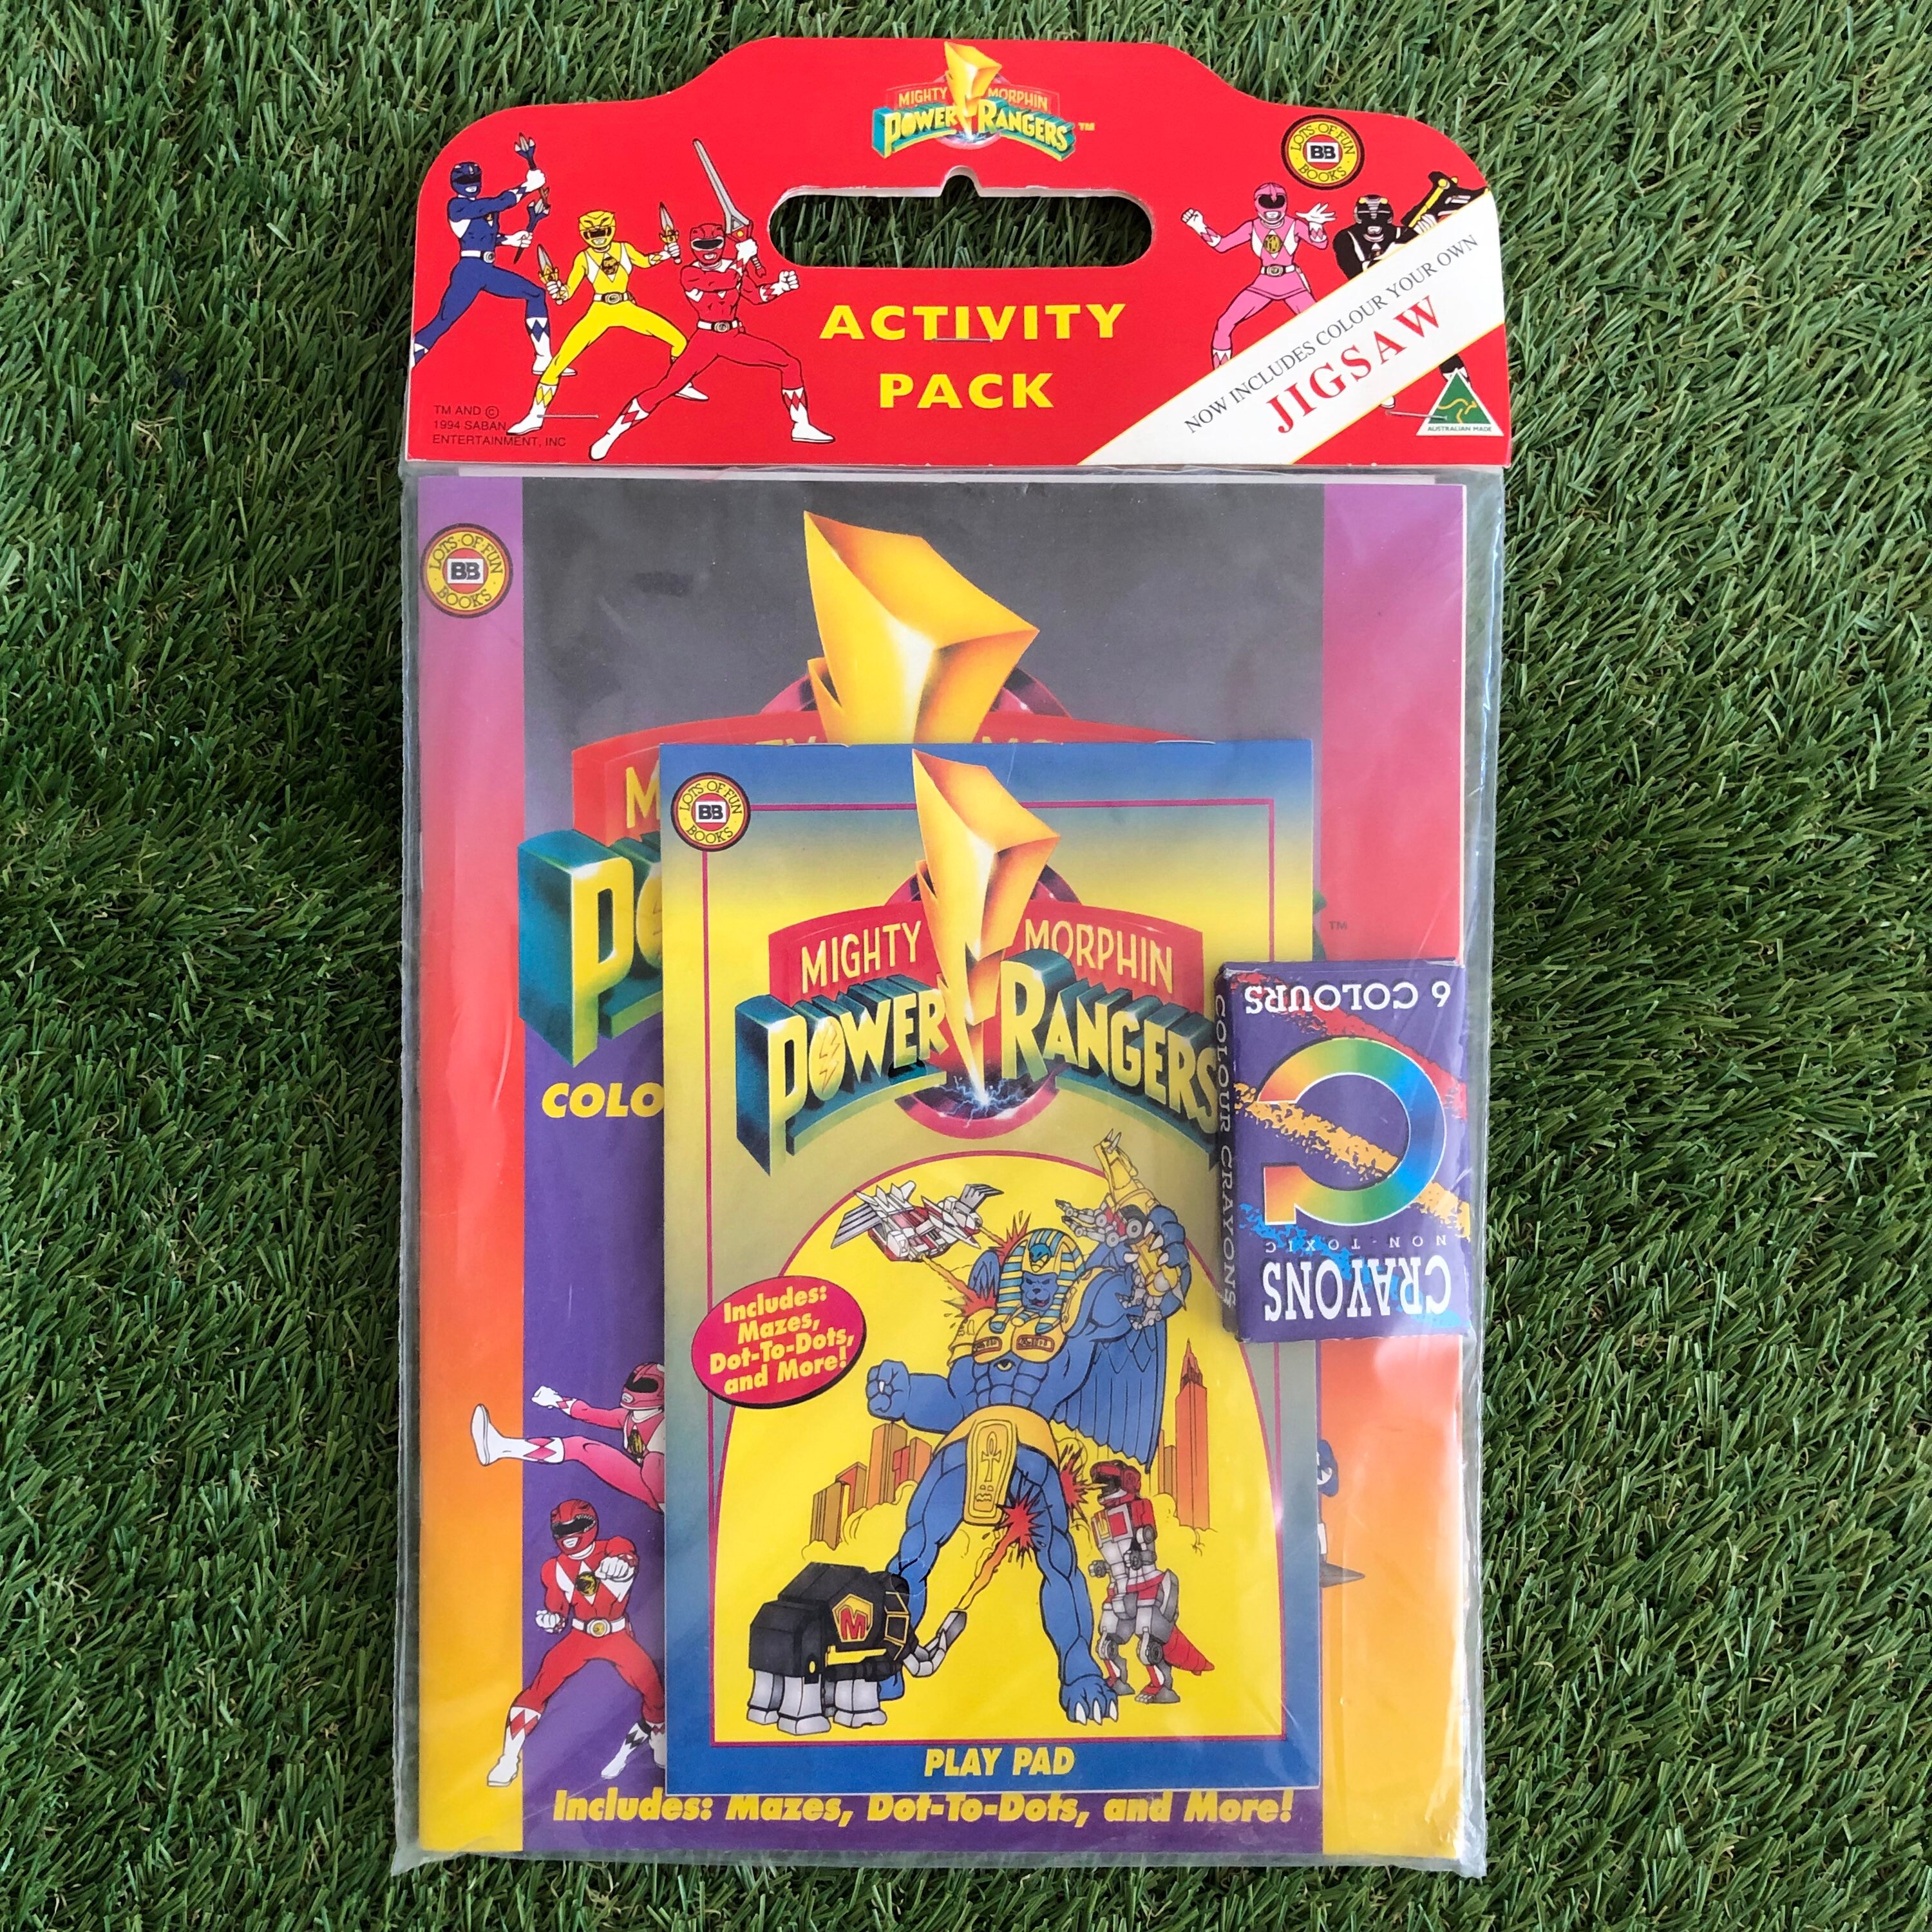 MIGHTY MORPHIN
POWER RANGERS™
LOTS OF FUN
BB
BOOKS
ACTIVITY
PACK
NOW INCLUDES COLOUR YOUR OWN
JIGSAW
TM AND ©
1994 SABAN
ENTERTAINMENT, INC
AUSTRALIAN MADE
LOTS OF FUN
BB
BOOKS
TM
COLO
LOTS OF FUN
BB
BOOKS
MIGHTY MORPHIN
POWER RANGERS
Includes:
Mazes,
Dot-To-Dots,
and More!
M
PLAY PAD
6 COLOURS
COLOUR CRAYONS
C
NON-TOXIC
CRAYONS
Includes: Mazes, Dot-To-Dots, and More!